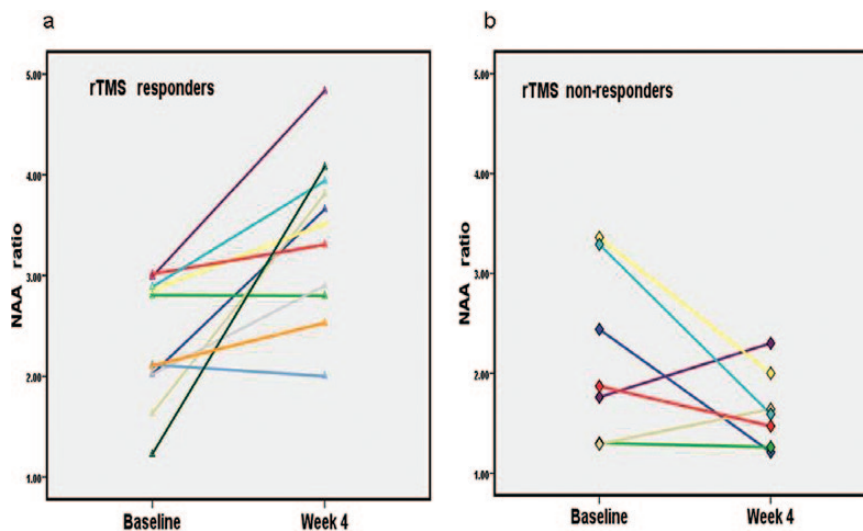 a
rTMS responders
NAA ratio
5.00
4.00
3.00
2.00
1.00
Baseline Week 4
b
rTMS non-responders
NAA ratio
5.00
4.00
3.00
2.00
1.00
Baseline Week 4